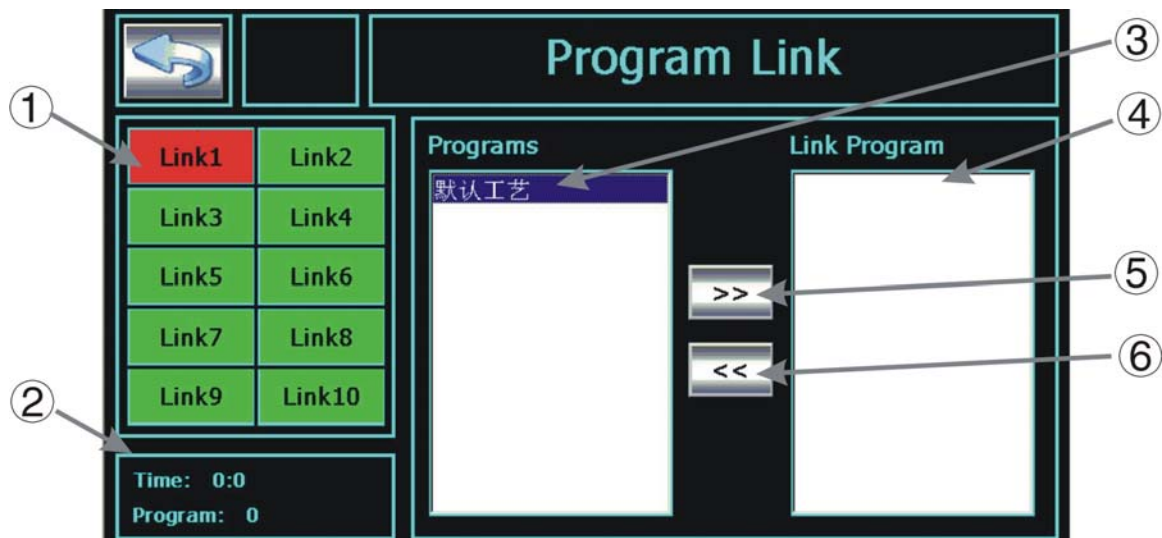 Program Link
③
①
④
Link1 Link2
Programs Link Program
默认工艺
Link3 Link4
⑤
Link5 Link6
>>
Link7 Link8
⑥
<<
Link9 Link10
②
Time: 0:0
Program: 0